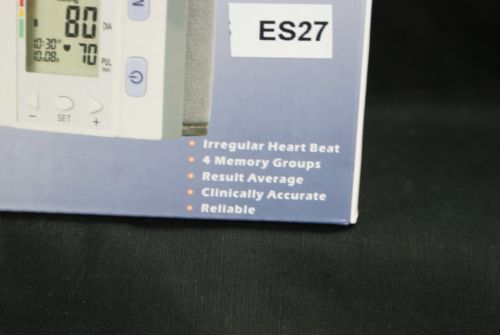 80 DIA
ES27
10:30
10:08
70 PUL
SET
- +
Irregular Heart Beat
4 Memory Groups
Result Average
Clinically Accurate
Reliable